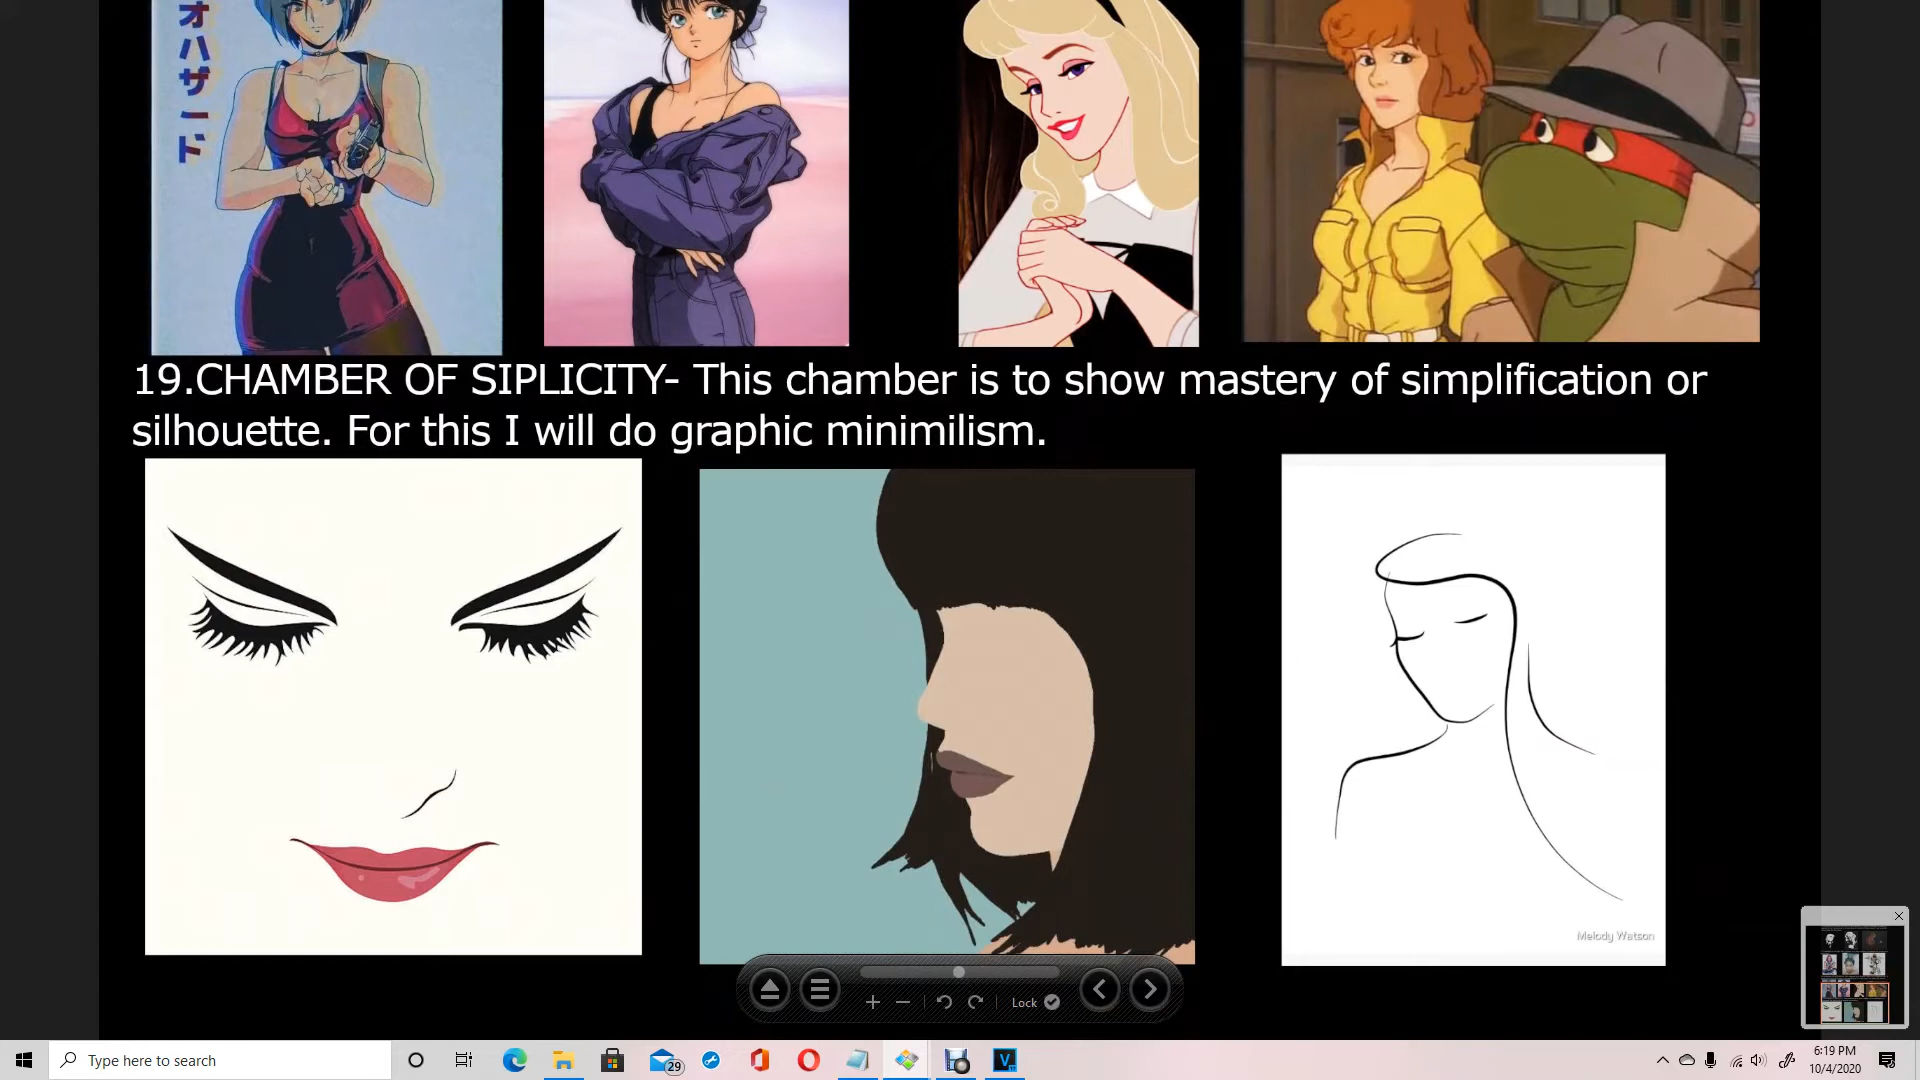 オハザード
19.CHAMBER OF SIPLICITY- This chamber is to show mastery of simplification or
silhouette. For this I will do graphic minimilism.
Melody Watson
Lock
Type here to search
29
6:19 PM
10/4/2020